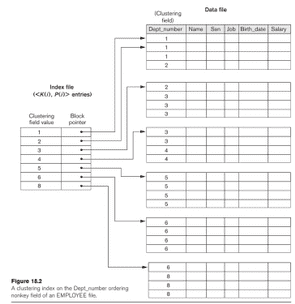 Data file
(Clustering
field)
Dept_number Name Ssn Job Birth_date Salary
1
1
1
2
2
3
3
3
3
3
4
4
5
5
5
5
6
6
6
6
6
8
8
8
Index file
(<K(i), P(i)> entries)
Clustering
field value
Block
pointer
1
2
3
4
5
6
8
Figure 18.2
A clustering index on the Dept_number ordering
nonkey field of an EMPLOYEE file.